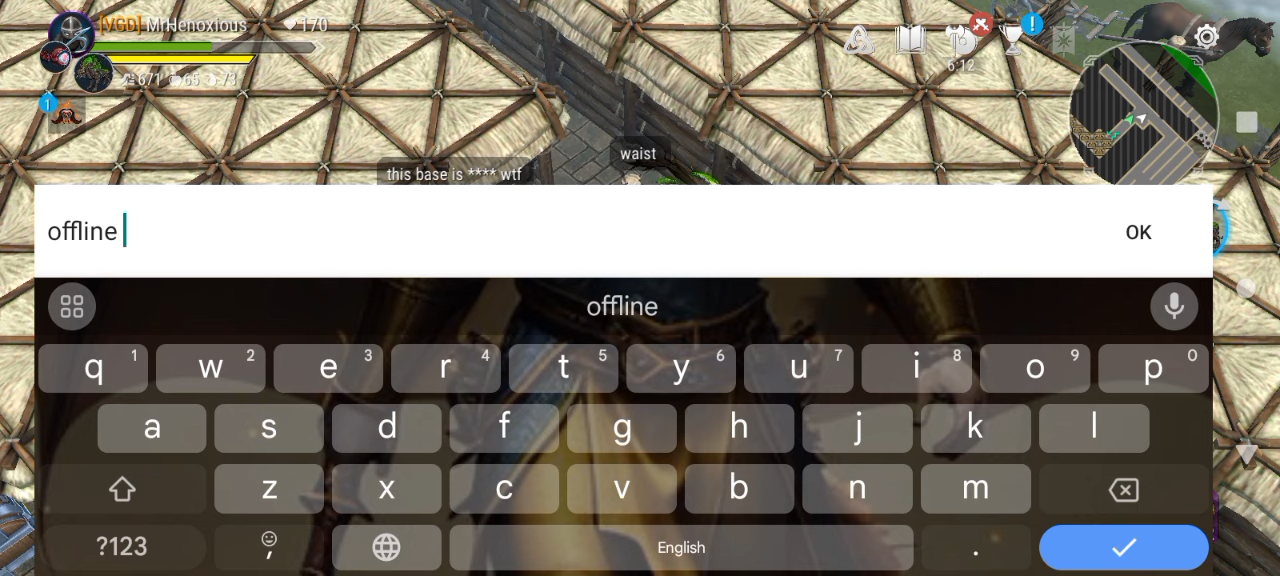 [VGD] MrHenoxious 170
671 65 73
6:12
1
waist
this base is **** wtf
offline
OK
offline
q 1 w 2 e 3 r 4 t 5 y 6 u 7 i 8 o 9 p 0
a s d f g h j k l
z x c v b n m
?123 , English .